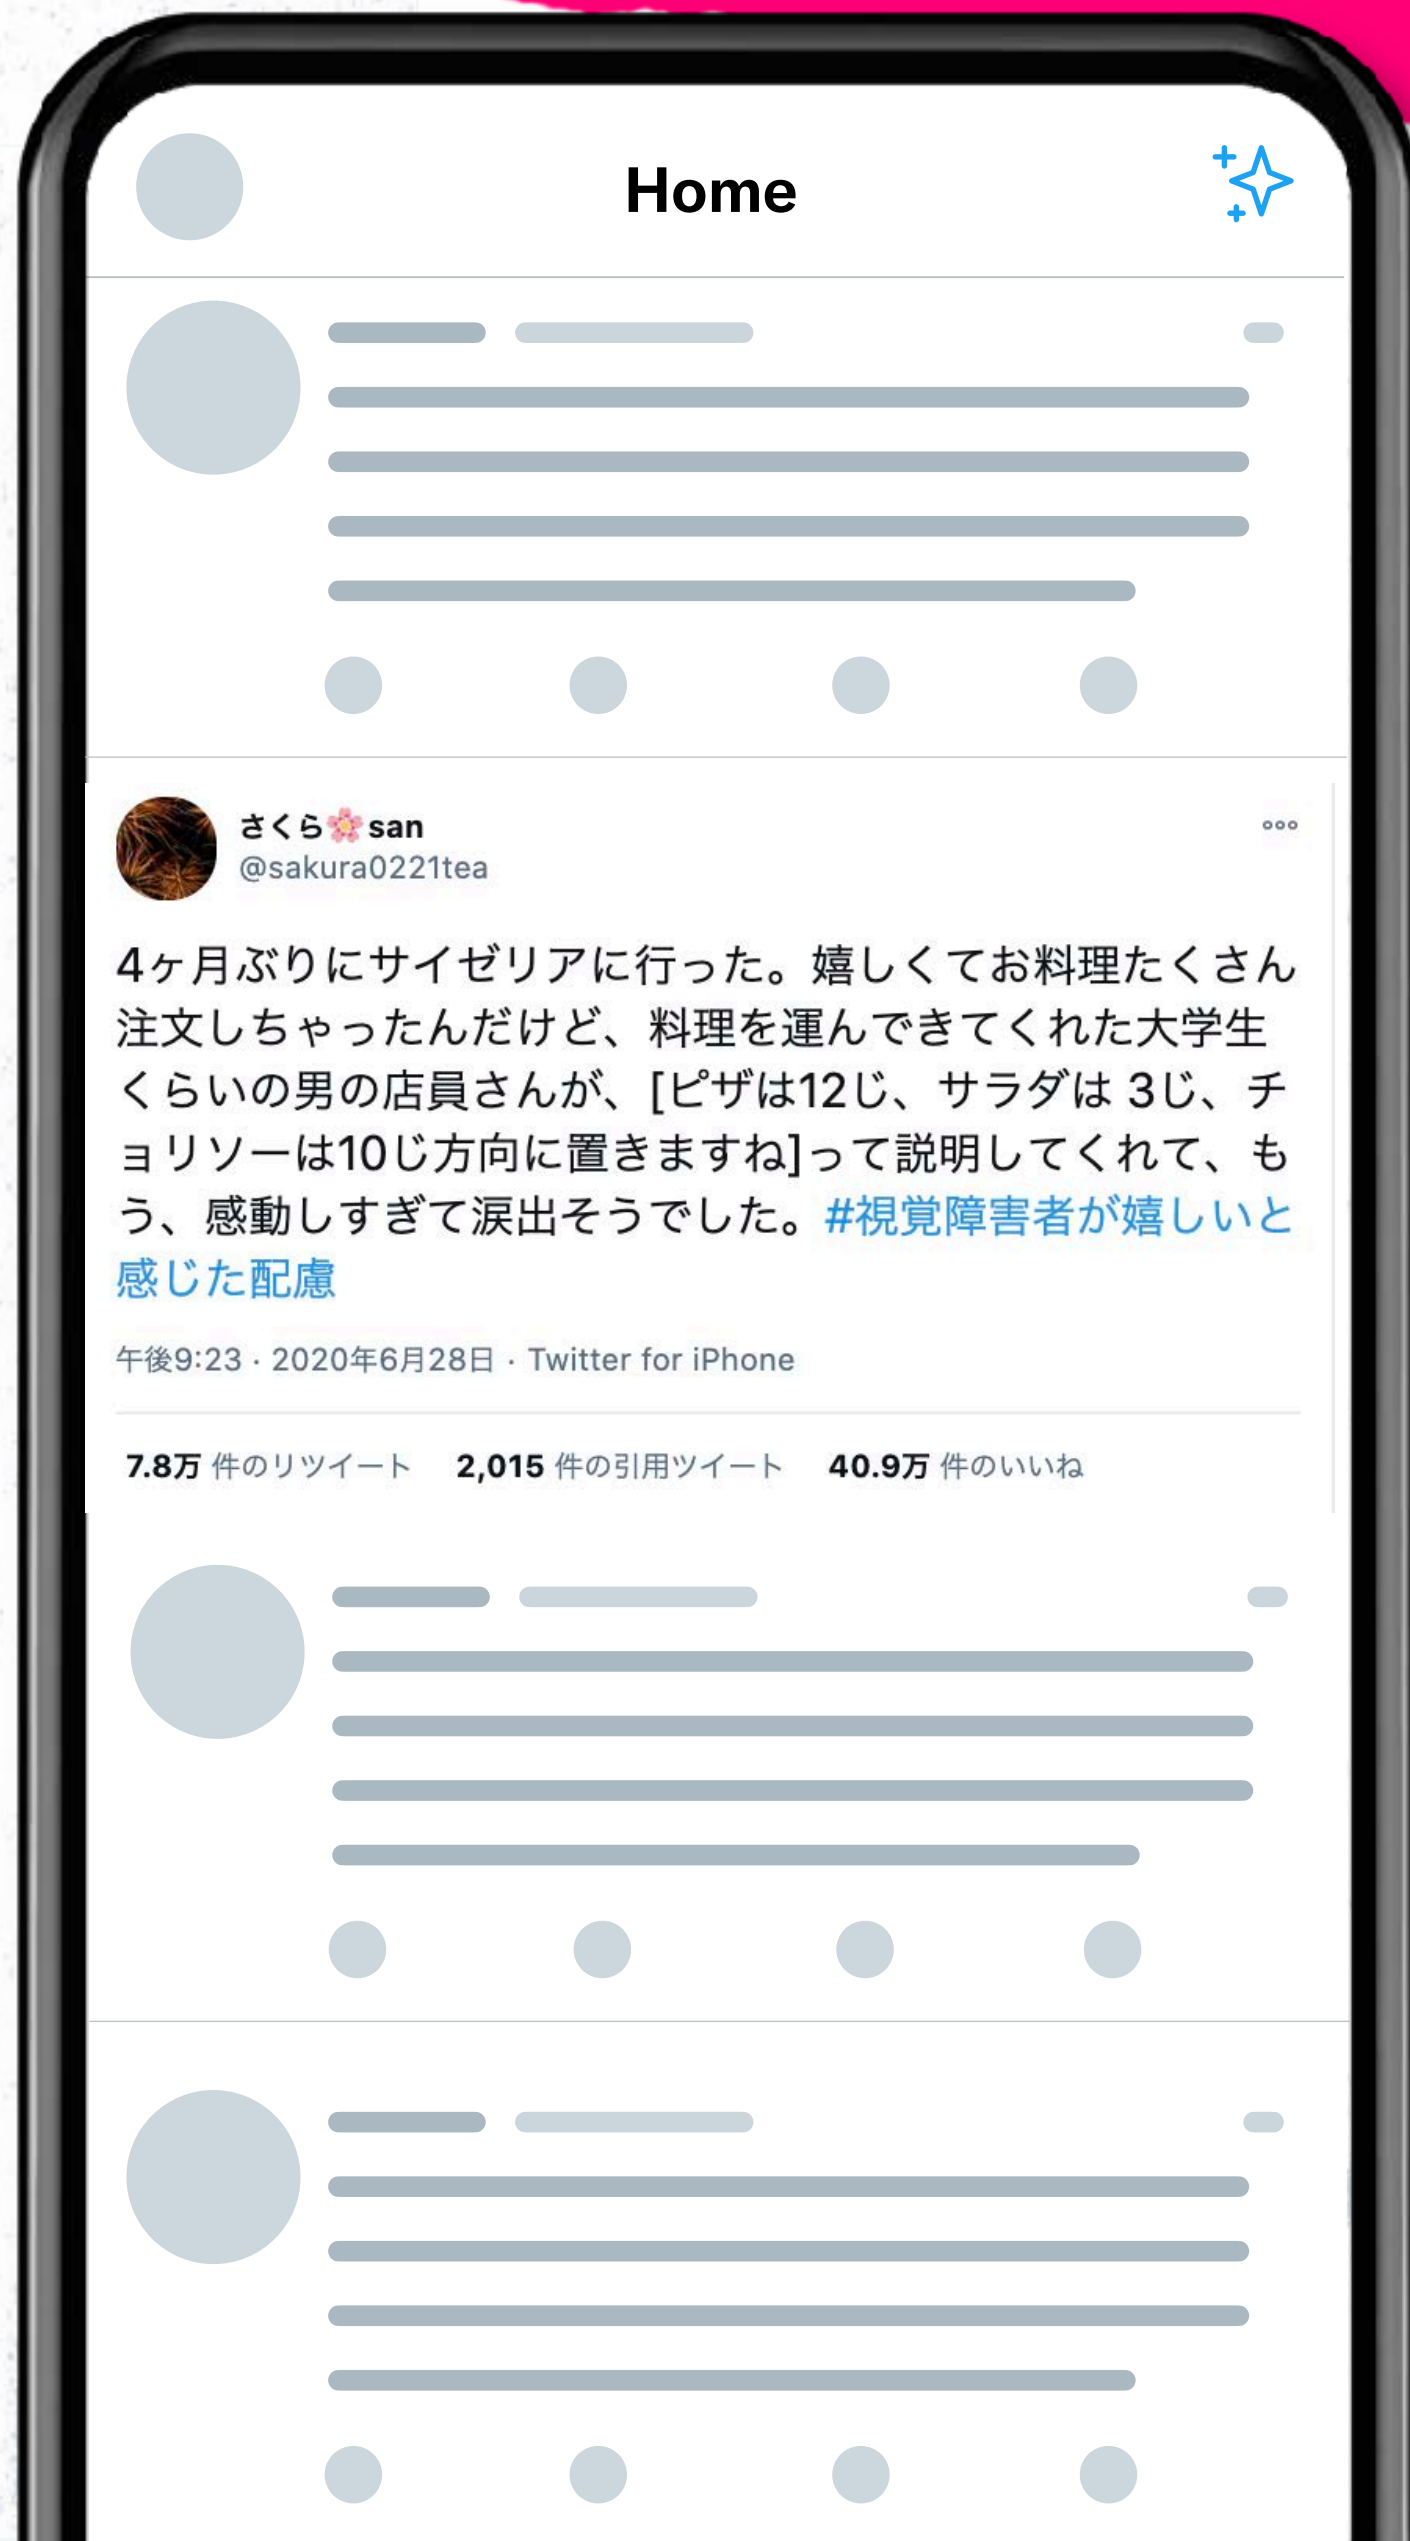 Home
さくら🌸san
@sakura0221tea
4ヶ月ぶりにサイゼリアに行った。嬉しくてお料理たくさん
注文しちゃったんだけど、料理を運んできてくれた大学生
くらいの男の店員さんが、[ピザは12じ、サラダは 3じ、チ
ョリソーは10じ方向に置きますね]って説明してくれて、も
う、感動しすぎて涙出そうでした。#視覚障害者が嬉しいと
感じた配慮
午後9:23 · 2020年6月28日 · Twitter for iPhone
7.8万 件のリツイート 2,015 件の引用ツイート 40.9万 件のいいね